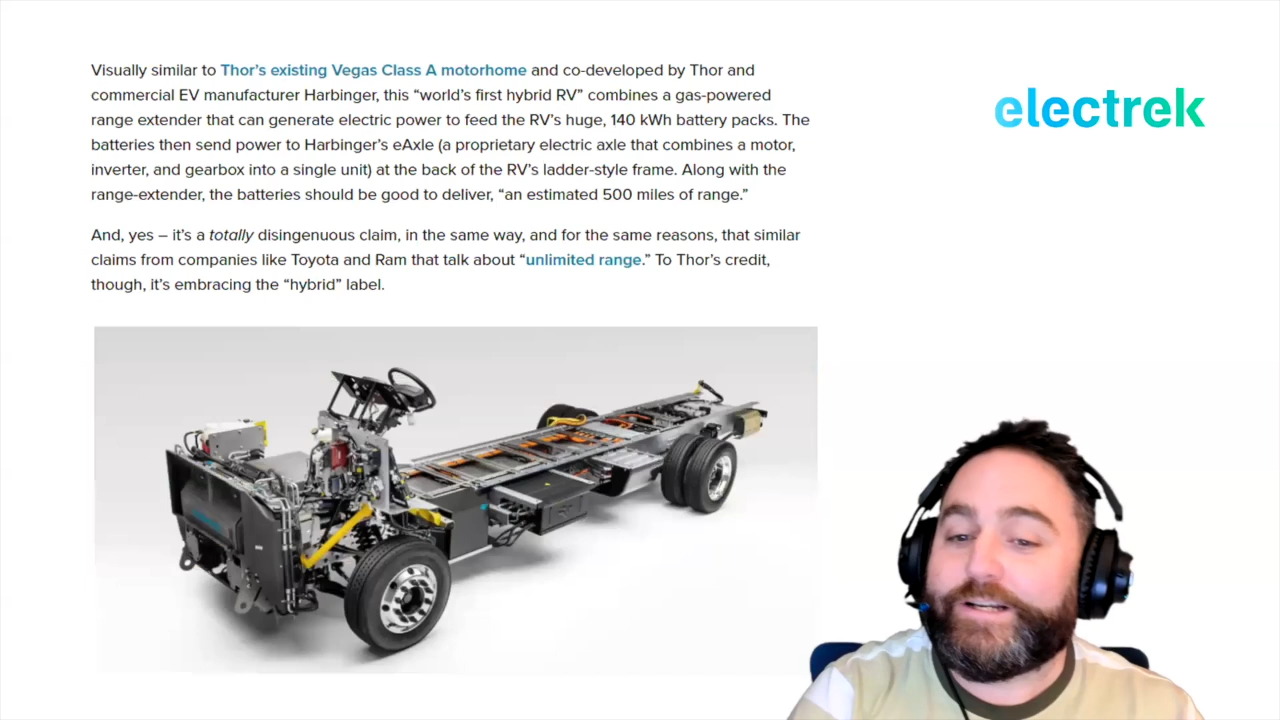 Visually similar to Thor’s existing Vegas Class A motorhome and co-developed by Thor and
commercial EV manufacturer Harbinger, this “world’s first hybrid RV” combines a gas-powered
range extender that can generate electric power to feed the RV’s huge, 140 kWh battery packs. The
batteries then send power to Harbinger’s eAxle (a proprietary electric axle that combines a motor,
inverter, and gearbox into a single unit) at the back of the RV’s ladder-style frame. Along with the
range-extender, the batteries should be good to deliver, “an estimated 500 miles of range.”
And, yes – it’s a totally disingenuous claim, in the same way, and for the same reasons, that similar
claims from companies like Toyota and Ram that talk about “unlimited range.” To Thor’s credit,
though, it’s embracing the “hybrid” label.
electrek